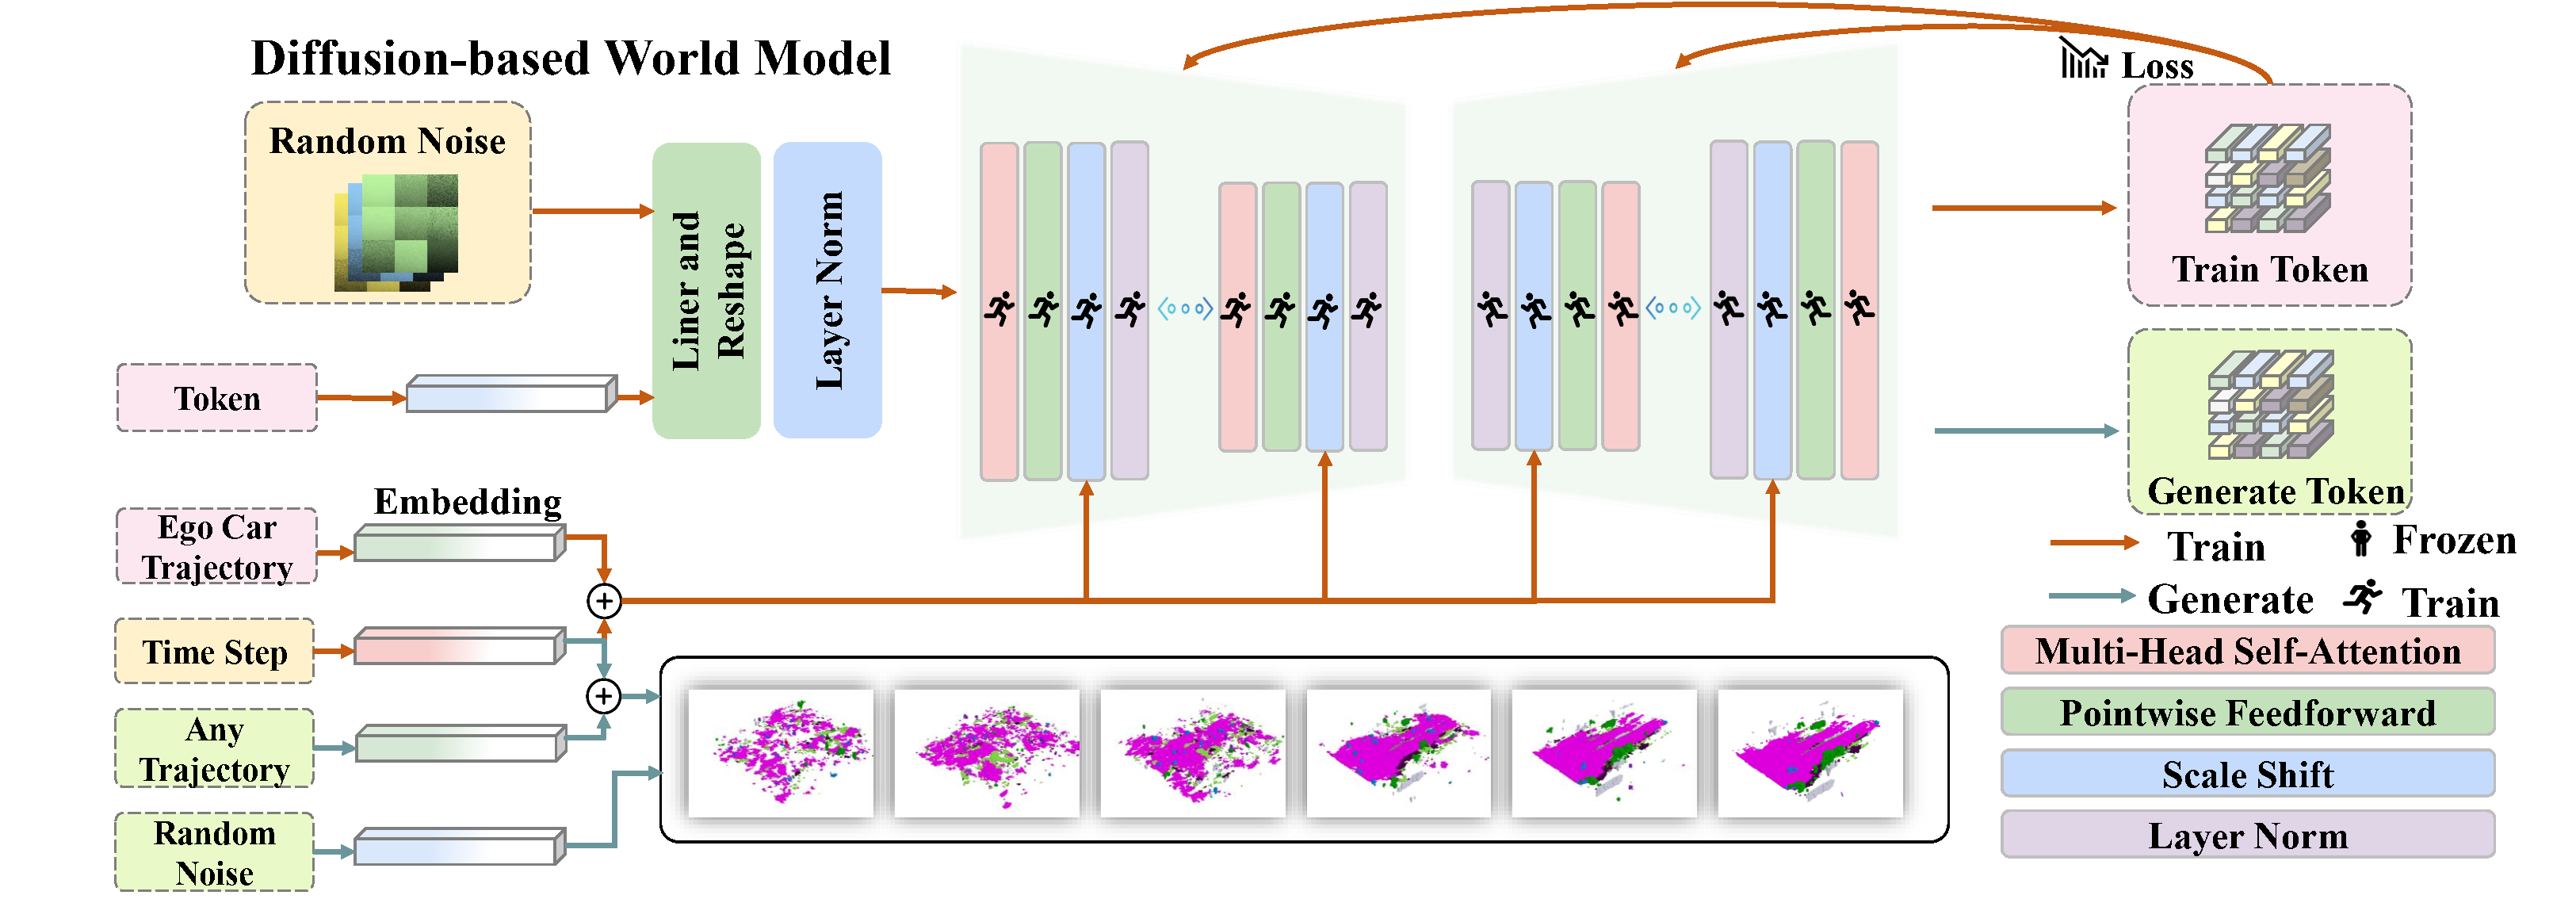 Diffusion-based World Model
Random Noise
Liner and
Reshape
Layer Norm
Token
Embedding
Ego Car
Trajectory
Time Step
Any
Trajectory
Random
Noise
Loss
Train Token
Generate Token
Train
Frozen
Generate
Train
Multi-Head Self-Attention
Pointwise Feedforward
Scale Shift
Layer Norm